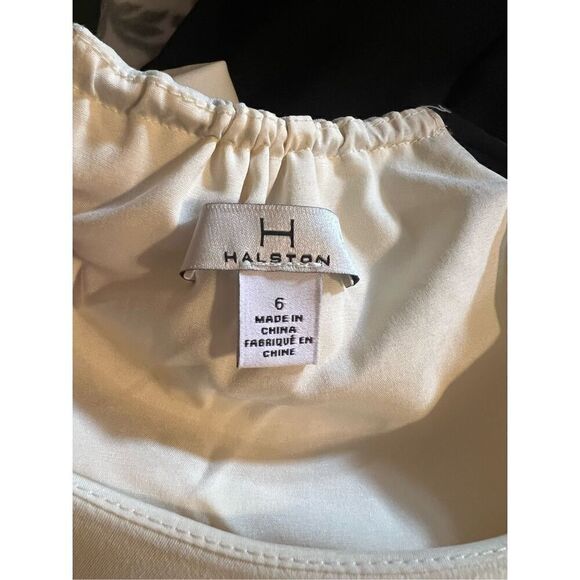 H
HALSTON
6
MADE IN
CHINA
FABRIQUÉ EN
CHINE